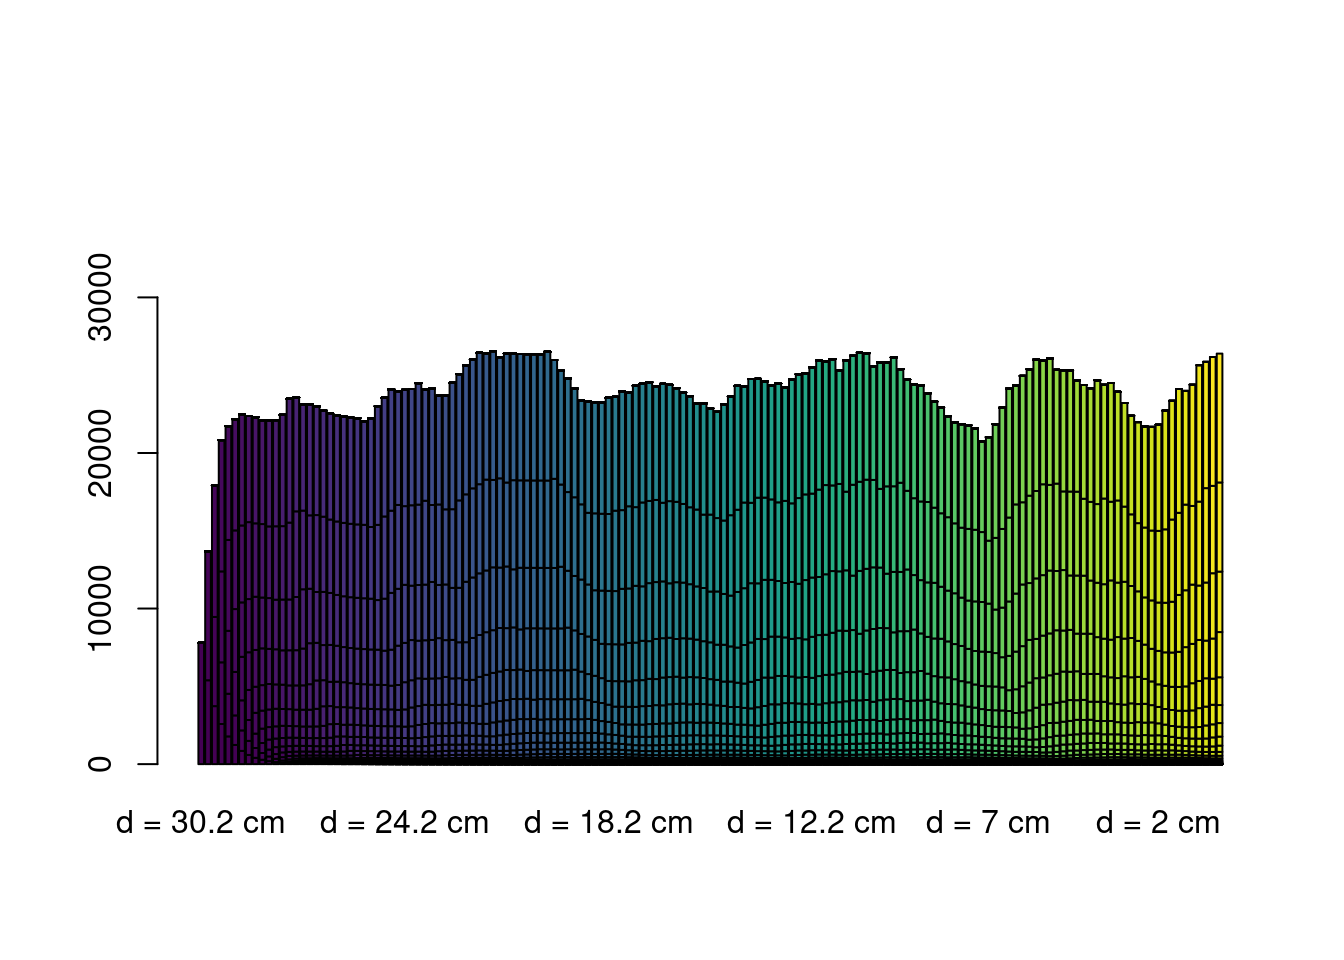 30000
20000
10000
0
d = 30.2 cm d = 24.2 cm d = 18.2 cm d = 12.2 cm d = 7 cm d = 2 cm